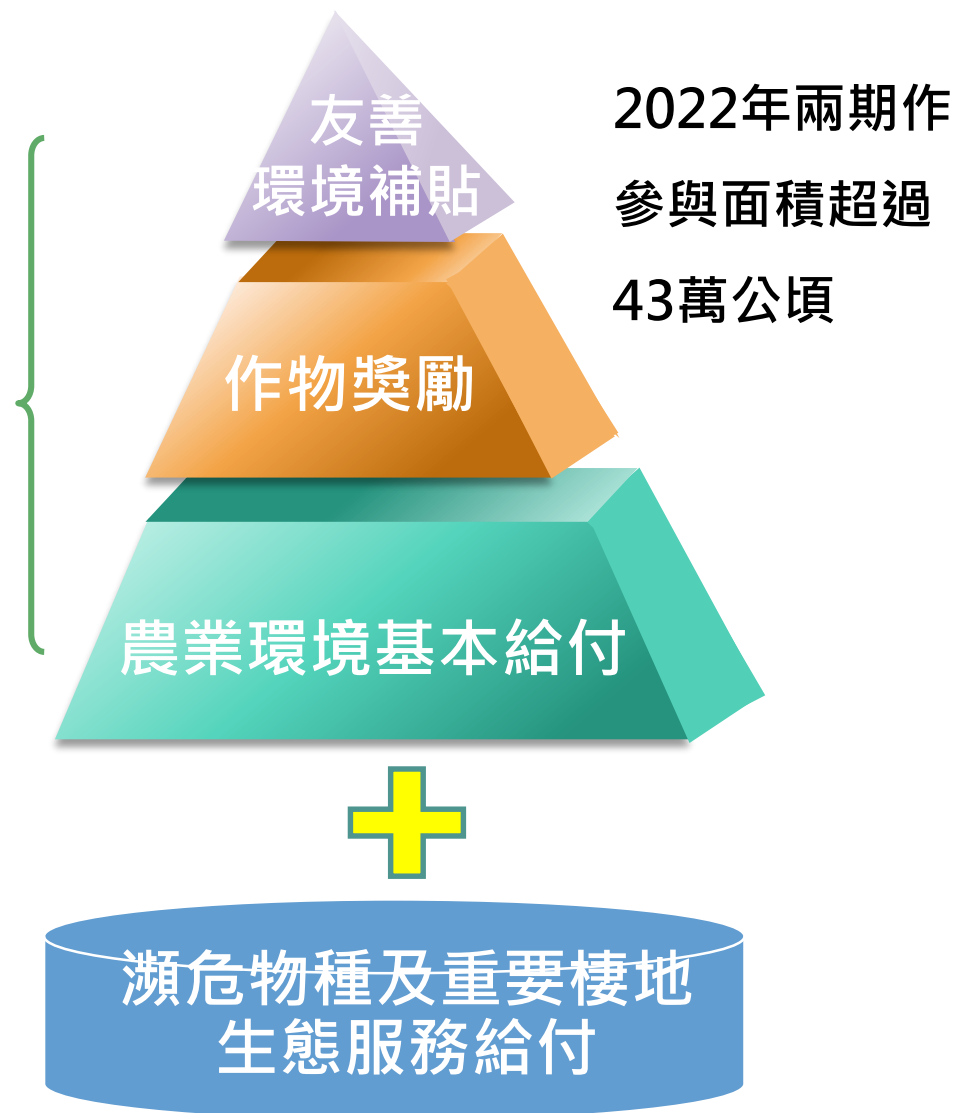 友善
環境補貼
2022年兩期作
參與面積超過
43萬公頃
作物獎勵
農業環境基本給付
瀕危物種及重要棲地
生態服務給付